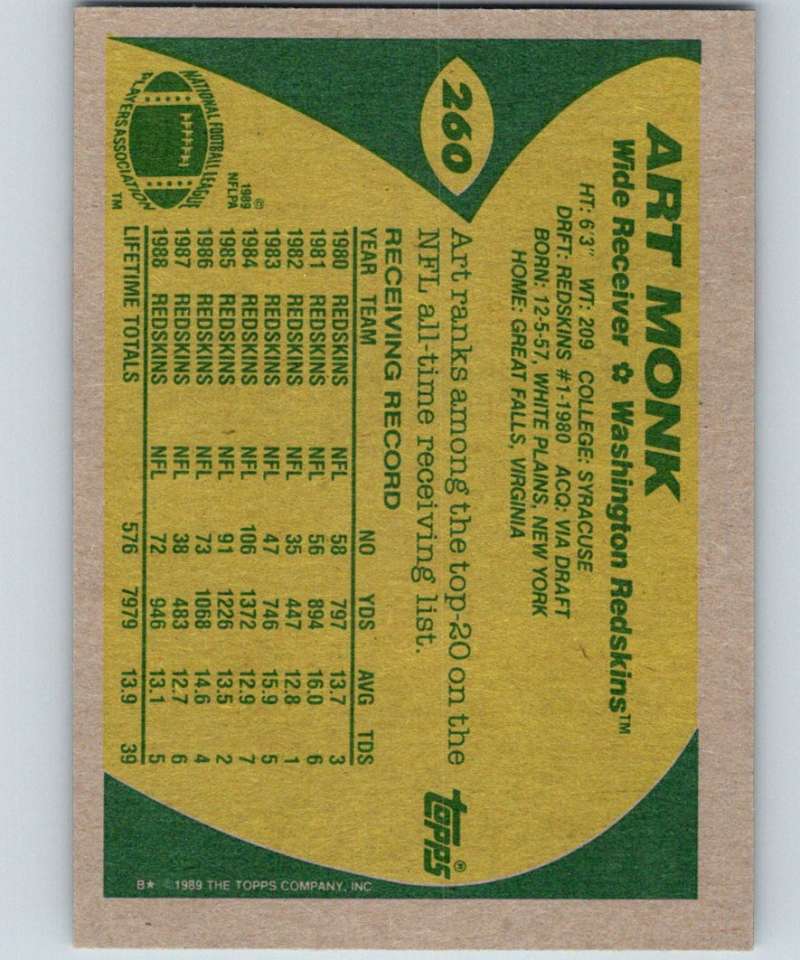 260
ART MONK
Wide Receiver ✿ Washington Redskins™
HT: 6'3" WT: 209 COLLEGE: SYRACUSE
DRFT: REDSKINS #1-1980 ACQ: VIA DRAFT
BORN: 12-5-57, WHITE PLAINS, NEW YORK
HOME: GREAT FALLS, VIRGINIA
Art ranks among the top-20 on the
NFL all-time receiving list.
RECEIVING RECORD
YEAR TEAM NO YDS AVG TDS
1980 REDSKINS NFL 58 797 13.7 3
1981 REDSKINS NFL 56 894 16.0 6
1982 REDSKINS NFL 35 447 12.8 1
1983 REDSKINS NFL 47 746 15.9 5
1984 REDSKINS NFL 106 1372 12.9 7
1985 REDSKINS NFL 91 1226 13.5 2
1986 REDSKINS NFL 73 1068 14.6 4
1987 REDSKINS NFL 38 483 12.7 6
1988 REDSKINS NFL 72 946 13.1 5
LIFETIME TOTALS 576 7979 13.9 39
NATIONAL FOOTBALL LEAGUE
PLAYERS ASSOCIATION
TM
©
1989
NFLPA
topps®
B★ ©1989 THE TOPPS COMPANY, INC